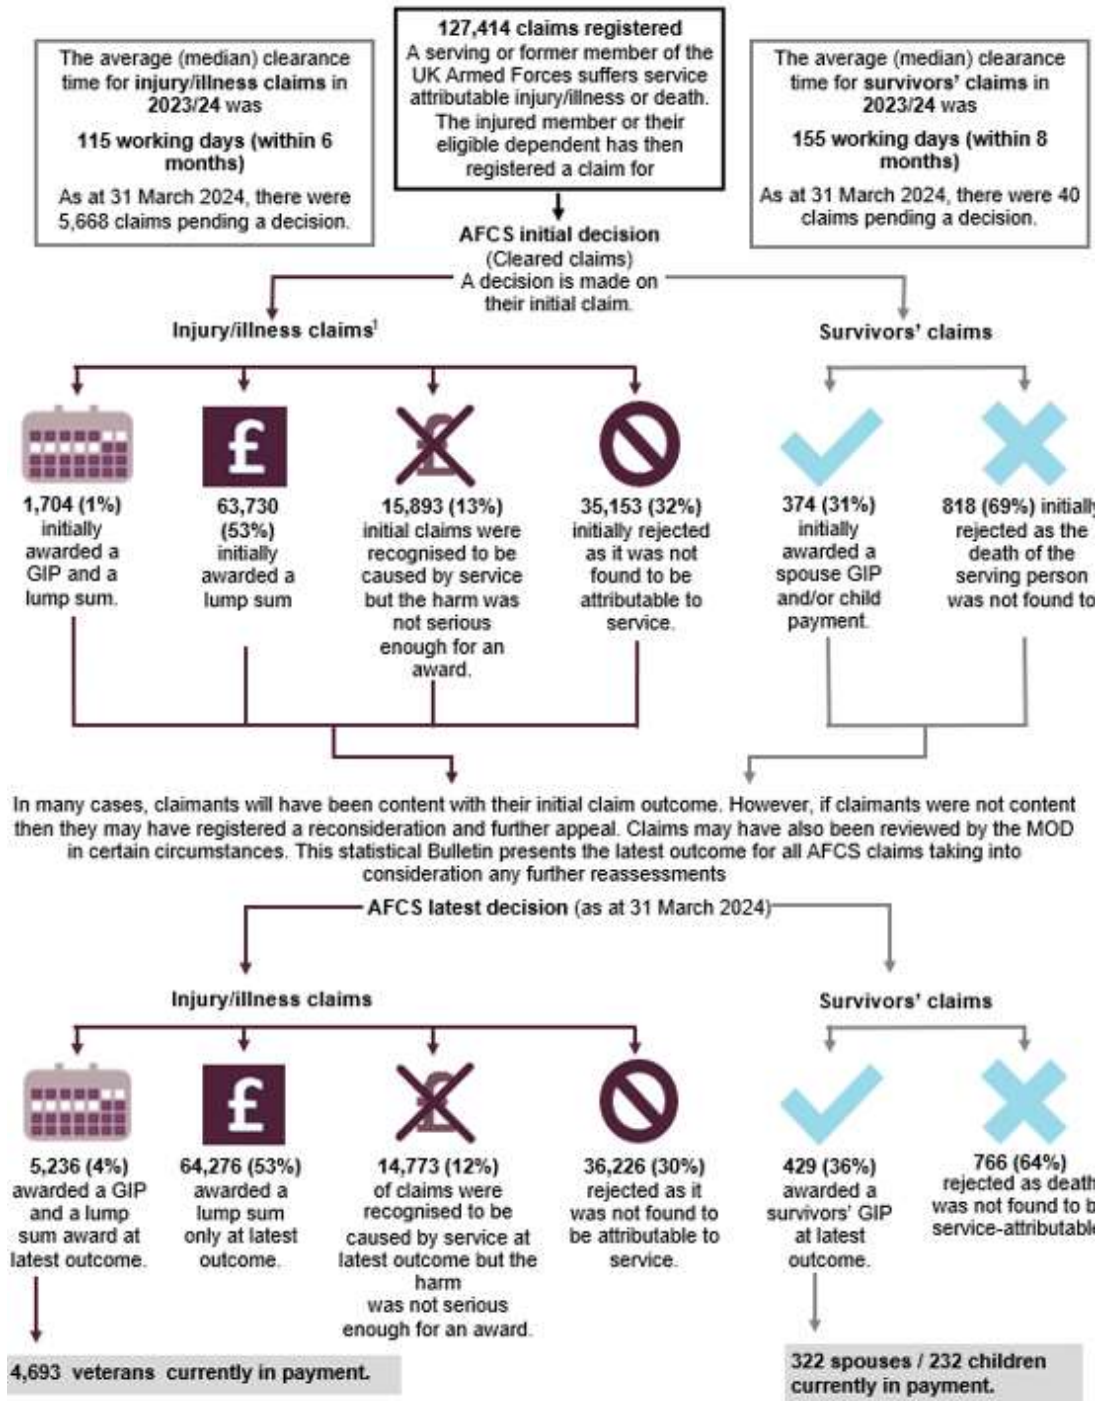 The average (median) clearance
time for injury/illness claims in
2023/24 was
115 working days (within 6
months)
As at 31 March 2024, there were
5,668 claims pending a decision.
127,414 claims registered
A serving or former member of the
UK Armed Forces suffers service
attributable injury/illness or death.
The injured member or their
eligible dependent has then
registered a claim for
The average (median) clearance
time for survivors' claims in
2023/24 was
155 working days (within 8
months)
As at 31 March 2024, there were 40
claims pending a decision.
AFCS initial decision
(Cleared claims)
A decision is made on
their initial claim.
Injury/illness claims†
Survivors' claims
£
£
1,704 (1%)
initially
awarded a
GIP and a
lump sum.
63,730
(53%)
initially
awarded a
lump sum
15,893 (13%)
initial claims were
recognised to be
caused by service
but the harm was
not serious
enough for an
award.
35,153 (32%)
initially rejected
as it was not
found to be
attributable to
service.
374 (31%)
initially
awarded a
spouse GIP
and/or child
payment.
818 (69%) initially
rejected as the
death of the
serving person
was not found to
In many cases, claimants will have been content with their initial claim outcome. However, if claimants were not content
then they may have registered a reconsideration and further appeal. Claims may have also been reviewed by the MOD
in certain circumstances. This statistical Bulletin presents the latest outcome for all AFCS claims taking into
consideration any further reassessments
AFCS latest decision (as at 31 March 2024)
Injury/illness claims
Survivors' claims
£
£
5,236 (4%)
awarded a GIP
and a lump
sum award at
latest outcome.
64,276 (53%)
awarded a
lump sum
only at latest
outcome.
14,773 (12%)
of claims were
recognised to be
caused by service at
latest outcome but the
harm
was not serious
enough for an award.
36,226 (30%)
rejected as it
was not found to
be attributable to
service.
429 (36%)
awarded a
survivors' GIP
at latest
outcome.
766 (64%)
rejected as death
was not found to be
service-attributable
4,693 veterans currently in payment.
322 spouses / 232 children
currently in payment.